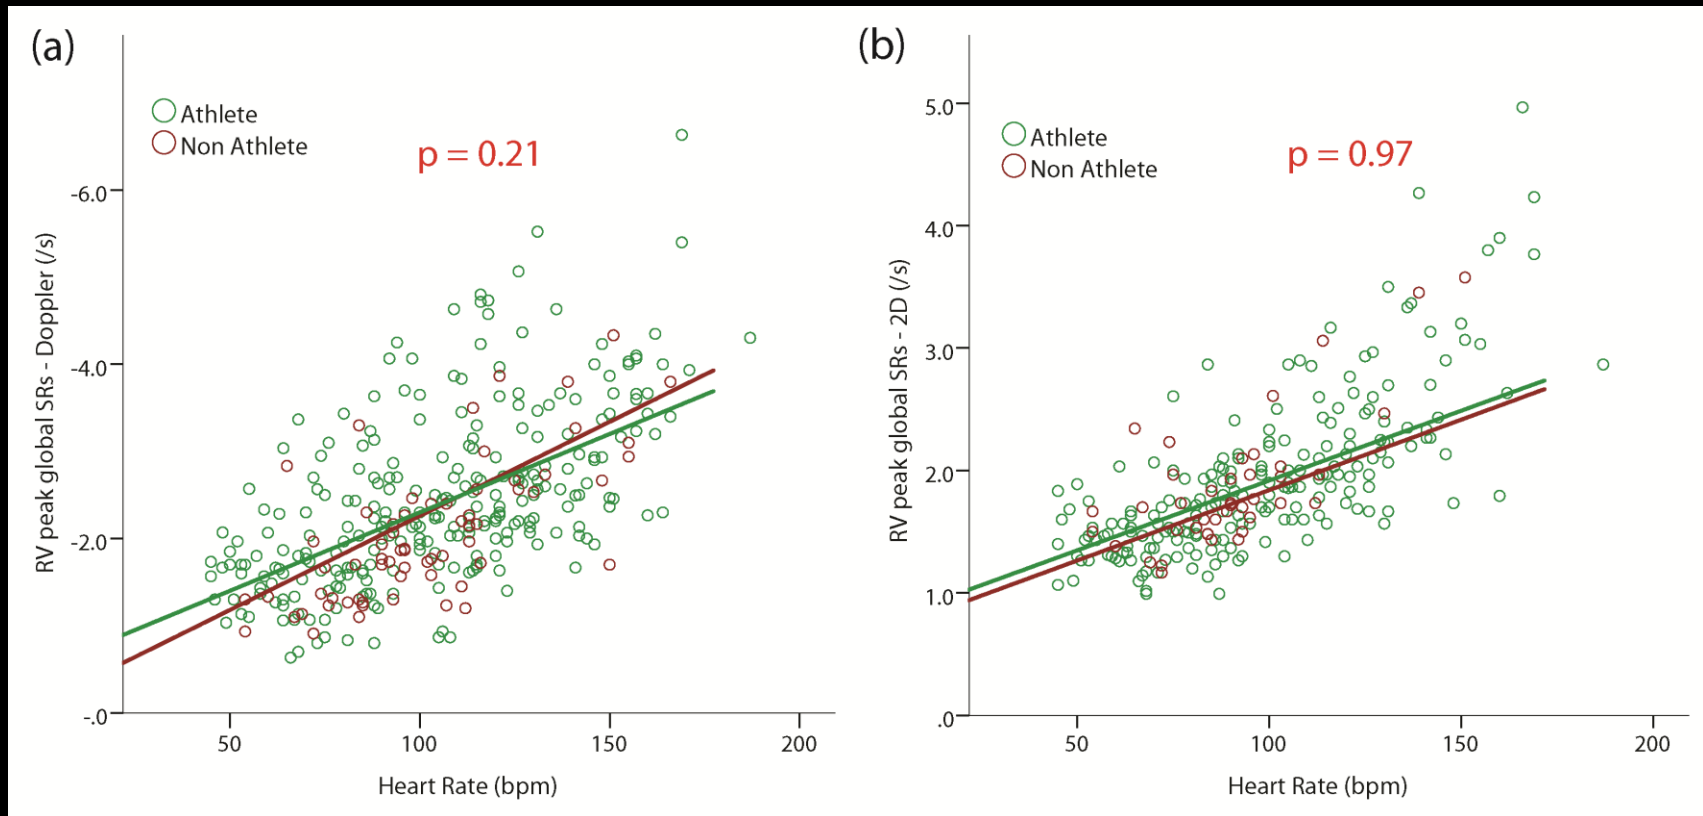 (a)
Athlete
Non Athlete
p = 0.21
-6.0
-4.0
-2.0
-.0
RV peak global SRs - Doppler (/s)
50 100 150 200
Heart Rate (bpm)
(b)
Athlete
Non Athlete
p = 0.97
5.0
4.0
3.0
2.0
1.0
.0
RV peak global SRs - 2D (/s)
50 100 150 200
Heart Rate (bpm)